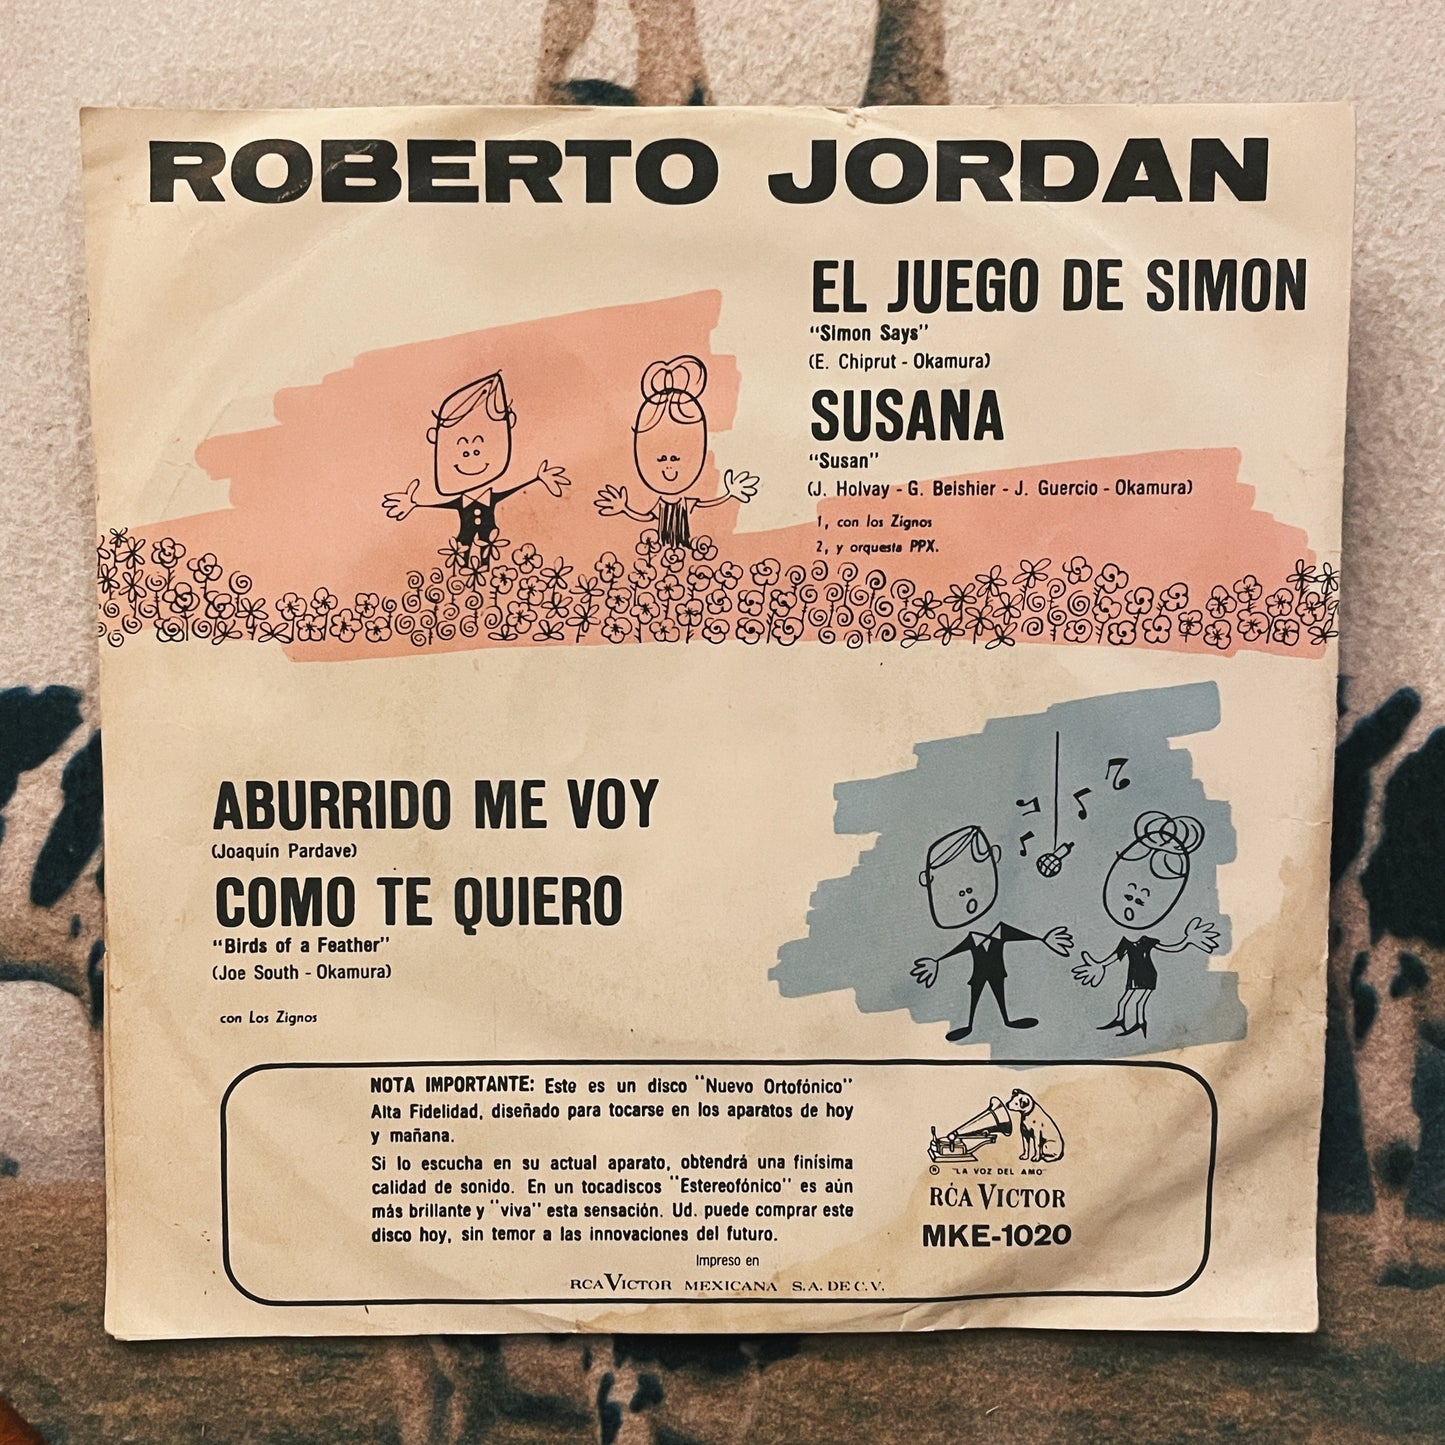 ROBERTO JORDAN
EL JUEGO DE SIMON
"Simon Says"
(E. Chiprut - Okamura)
SUSANA
"Susan"
(J. Holvay - G. Beishier - J. Guercio - Okamura)
1, con los Zignos
2, y orquesta PPX.
ABURRIDO ME VOY
(Joaquín Pardave)
COMO TE QUIERO
"Birds of a Feather"
(Joe South - Okamura)
con Los Zignos
NOTA IMPORTANTE: Este es un disco "Nuevo Ortofónico"
Alta Fidelidad, diseñado para tocarse en los aparatos de hoy
y mañana.
Si lo escucha en su actual aparato, obtendrá una finísima
calidad de sonido. En un tocadiscos "Estereofónico" es aún
más brillante y "viva" esta sensación. Ud. puede comprar este
disco hoy, sin temor a las innovaciones del futuro.
Impreso en
RCA VICTOR MEXICANA S.A. DE C.V.
® "LA VOZ DEL AMO"
RCA VICTOR
MKE-1020